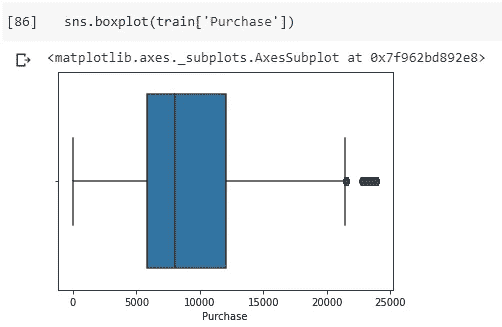 [86] sns.boxplot(train['Purchase'])
<matplotlib.axes._subplots.AxesSubplot at 0x7f962bd892e8>
0 5000 10000 15000 20000 25000
Purchase